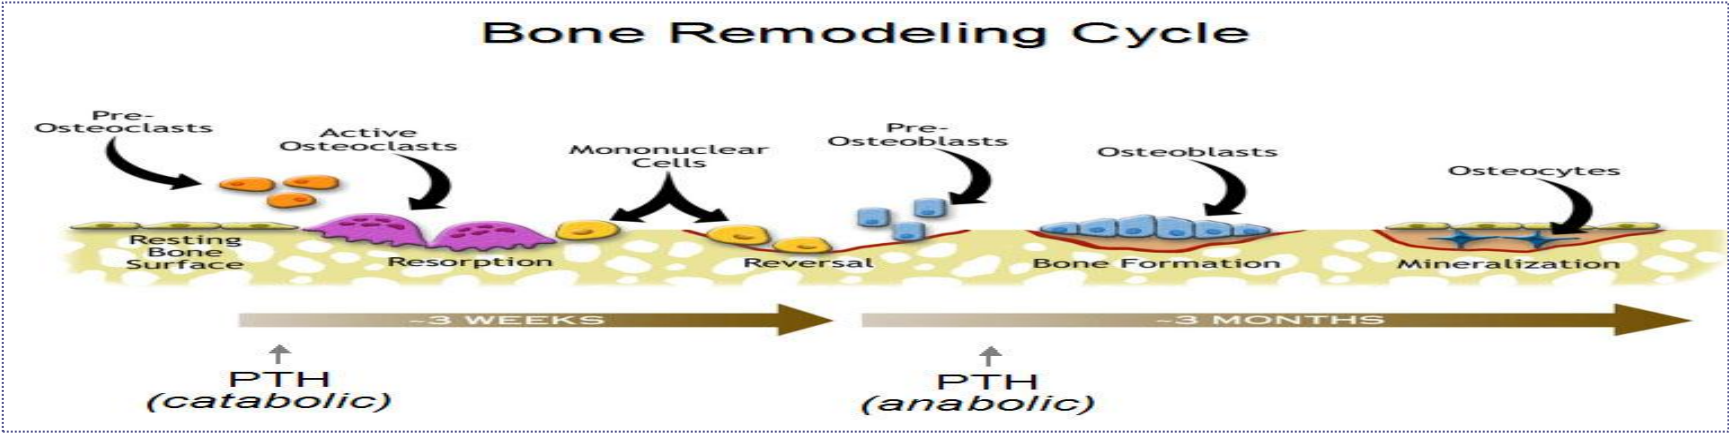 Bone Remodeling Cycle
Pre-
Osteoclasts
Active
Osteoclasts
Mononuclear
Cells
Pre-
Osteoblasts
Osteoblasts
Osteocytes
Resting
Bone
Surface
Resorption
Reversal
Bone Formation
Mineralization
~3 WEEKS
~3 MONTHS
PTH
(catabolic)
PTH
(anabolic)